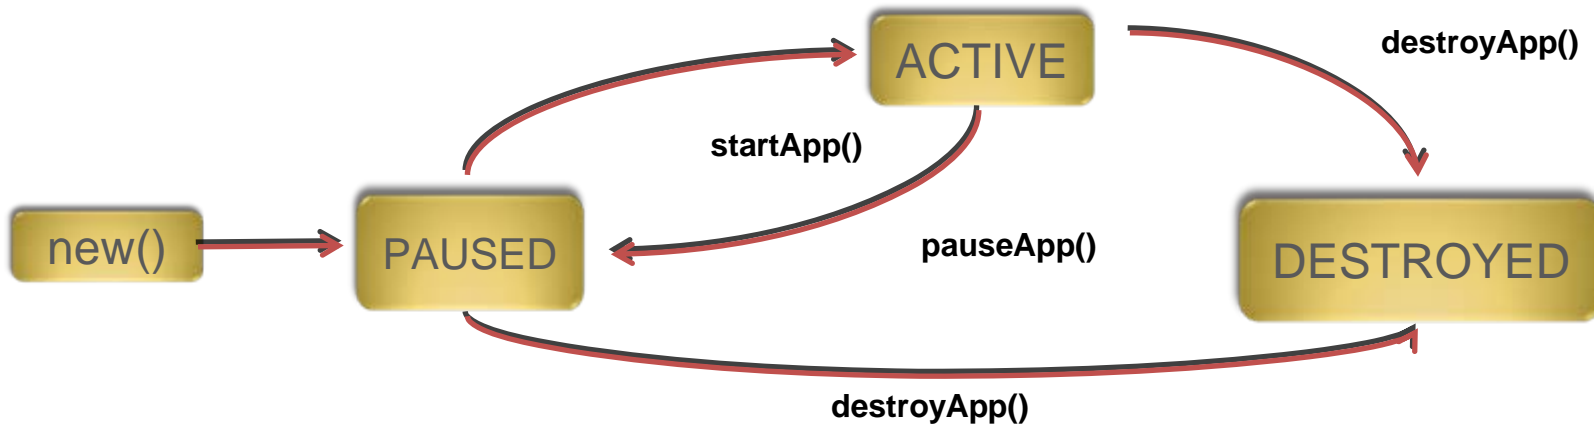 ACTIVE
destroyApp()
startApp()
new()
PAUSED
pauseApp()
DESTROYED
destroyApp()